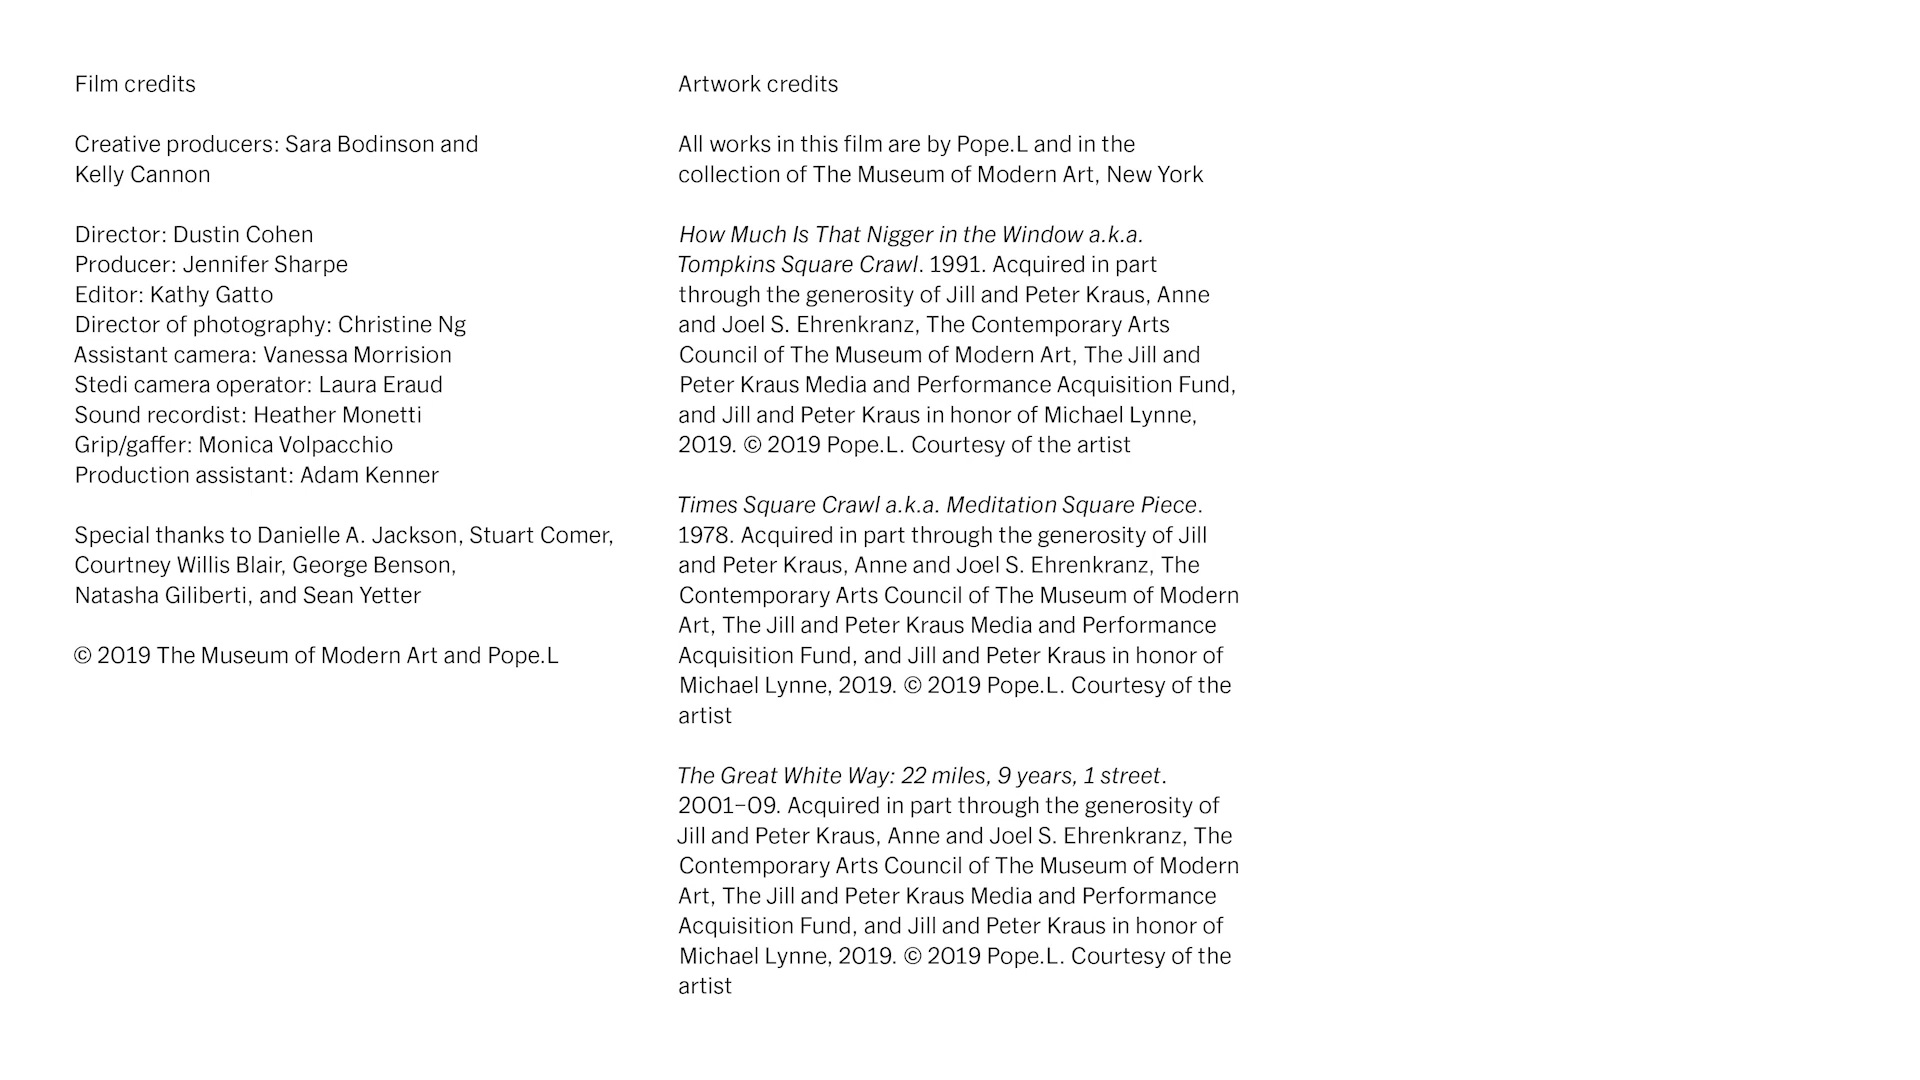 Film credits
Creative producers: Sara Bodinson and
Kelly Cannon
Director: Dustin Cohen
Producer: Jennifer Sharpe
Editor: Kathy Gatto
Director of photography: Christine Ng
Assistant camera: Vanessa Morrision
Stedi camera operator: Laura Eraud
Sound recordist: Heather Monetti
Grip/gaffer: Monica Volpacchio
Production assistant: Adam Kenner
Special thanks to Danielle A. Jackson, Stuart Comer,
Courtney Willis Blair, George Benson,
Natasha Giliberti, and Sean Yetter
© 2019 The Museum of Modern Art and Pope.L
Artwork credits
All works in this film are by Pope.L and in the
collection of The Museum of Modern Art, New York
How Much Is That Nigger in the Window a.k.a.
Tompkins Square Crawl. 1991. Acquired in part
through the generosity of Jill and Peter Kraus, Anne
and Joel S. Ehrenkranz, The Contemporary Arts
Council of The Museum of Modern Art, The Jill and
Peter Kraus Media and Performance Acquisition Fund,
and Jill and Peter Kraus in honor of Michael Lynne,
2019. © 2019 Pope.L. Courtesy of the artist
Times Square Crawl a.k.a. Meditation Square Piece.
1978. Acquired in part through the generosity of Jill
and Peter Kraus, Anne and Joel S. Ehrenkranz, The
Contemporary Arts Council of The Museum of Modern
Art, The Jill and Peter Kraus Media and Performance
Acquisition Fund, and Jill and Peter Kraus in honor of
Michael Lynne, 2019. © 2019 Pope.L. Courtesy of the
artist
The Great White Way: 22 miles, 9 years, 1 street.
2001–09. Acquired in part through the generosity of
Jill and Peter Kraus, Anne and Joel S. Ehrenkranz, The
Contemporary Arts Council of The Museum of Modern
Art, The Jill and Peter Kraus Media and Performance
Acquisition Fund, and Jill and Peter Kraus in honor of
Michael Lynne, 2019. © 2019 Pope.L. Courtesy of the
artist